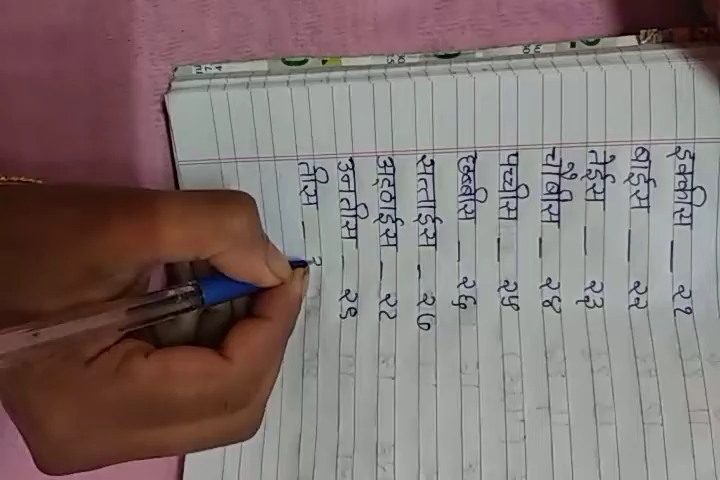 इक्कीस — २१
बाईस — २२
तेईस — २३
चौबीस — २४
पच्चीस — २५
छब्बीस — २६
सत्ताईस - २७
अट्ठाईस - २८
उनतीस - २९
तीस -